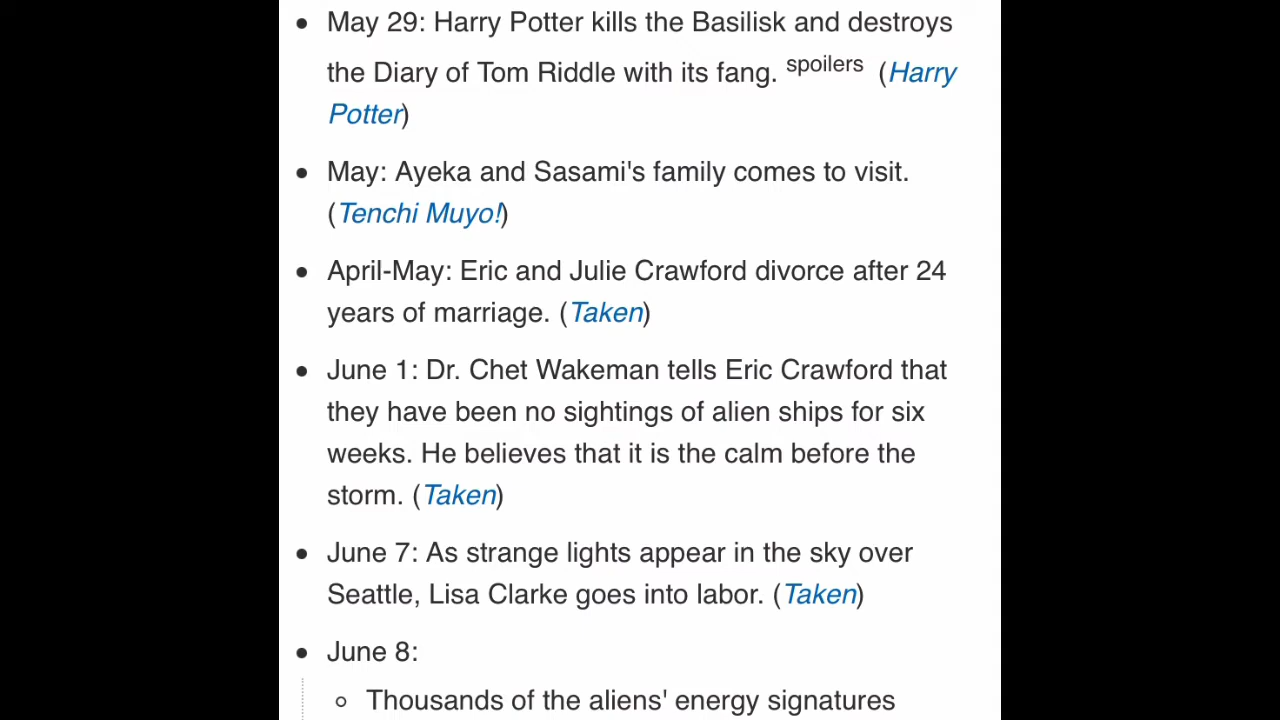 • May 29: Harry Potter kills the Basilisk and destroys
the Diary of Tom Riddle with its fang. spoilers (Harry
Potter)
• May: Ayeka and Sasami's family comes to visit.
(Tenchi Muyo!)
• April-May: Eric and Julie Crawford divorce after 24
years of marriage. (Taken)
• June 1: Dr. Chet Wakeman tells Eric Crawford that
they have been no sightings of alien ships for six
weeks. He believes that it is the calm before the
storm. (Taken)
• June 7: As strange lights appear in the sky over
Seattle, Lisa Clarke goes into labor. (Taken)
• June 8:
◦ Thousands of the aliens' energy signatures